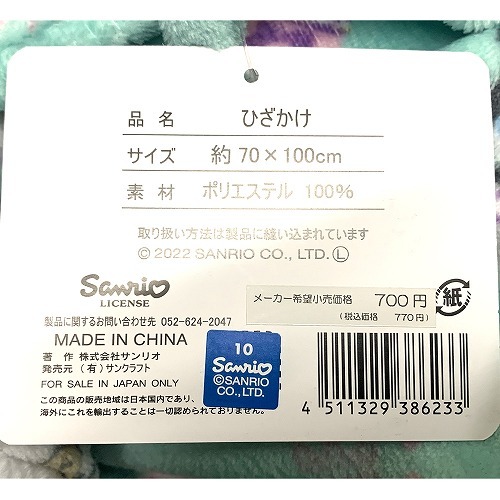 品 名 ひざかけ
サイズ 約 70×100cm
素 材 ポリエステル 100%
取り扱い方法は製品に縫い込まれています
©2022 SANRIO CO., LTD. Ⓛ
Sanrio
LICENSE
メーカー希望小売価格 700円
(税込価格 770円)
紙
製品に関するお問い合わせ先 052-624-2047
MADE IN CHINA
著 作 株式会社サンリオ
発売元 (有)サンクラフト
FOR SALE IN JAPAN ONLY
この商品の販売地域は日本国内であり、
海外にこれを輸出することは一切認められておりません。
10
Sanrio
©SANRIO
CO., LTD.
4 511329 386233